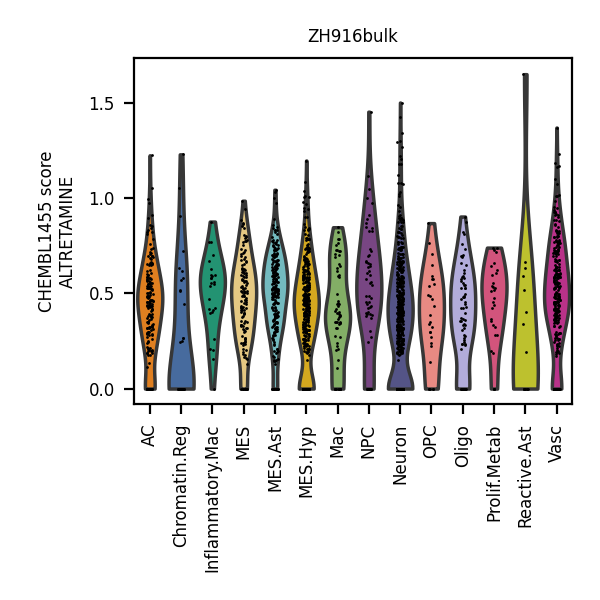 ZH916bulk
CHEMBL1455 score
ALTRETAMINE
1.5
1.0
0.5
0.0
AC
Chromatin.Reg
Inflammatory.Mac
MES
MES.Ast
MES.Hyp
Mac
NPC
Neuron
OPC
Oligo
Prolif.Metab
Reactive.Ast
Vasc